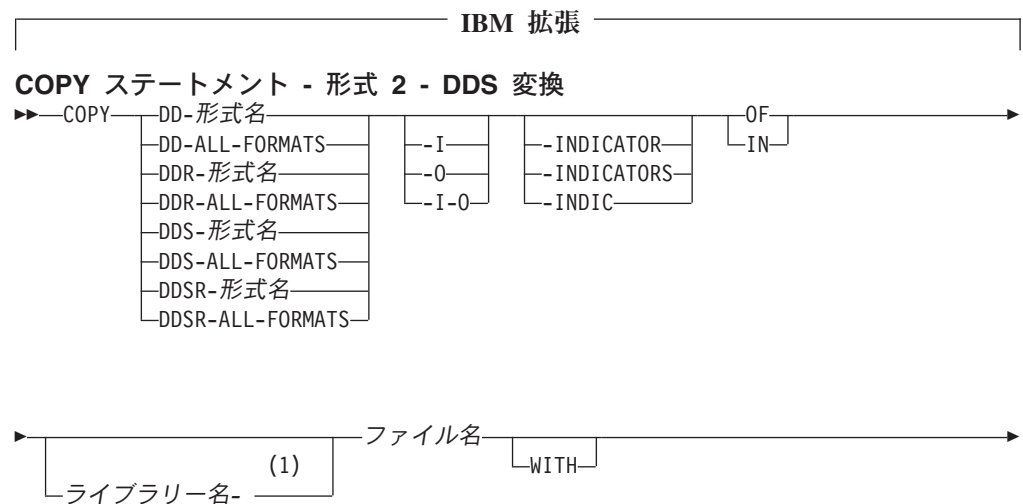 IBM 拡張
COPY ステートメント - 形式 2 - DDS 変換
COPY DD-形式名 -I -INDICATOR OF
DD-ALL-FORMATS -O -INDICATORS IN
DDR-形式名 -I-O -INDIC
DDR-ALL-FORMATS
DDS-形式名
DDS-ALL-FORMATS
DDSR-形式名
DDSR-ALL-FORMATS
ファイル名 WITH
(1)
ライブラリー名-